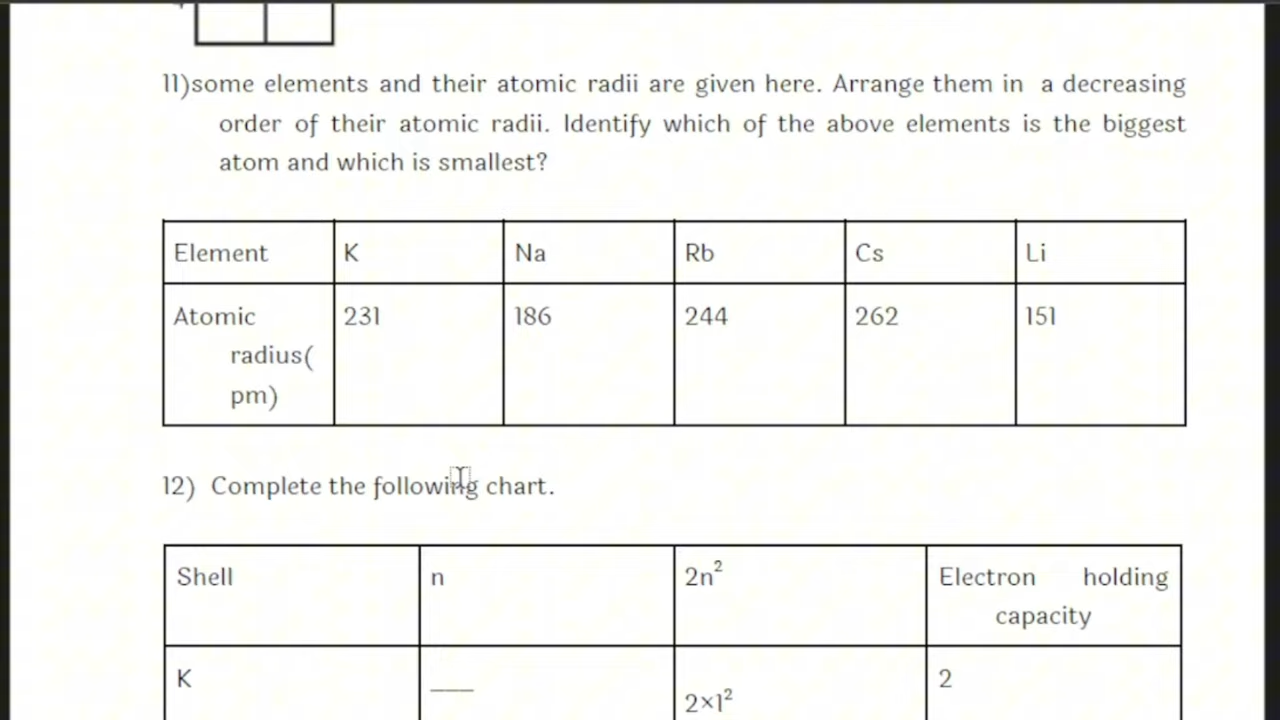 11)some elements and their atomic radii are given here. Arrange them in a decreasing
order of their atomic radii. Identify which of the above elements is the biggest
atom and which is smallest?
Element K Na Rb Cs Li
Atomic 231 186 244 262 151
radius(
pm)
12) Complete the following chart.
Shell n 2n² Electron holding
capacity
K ___ 2×1² 2